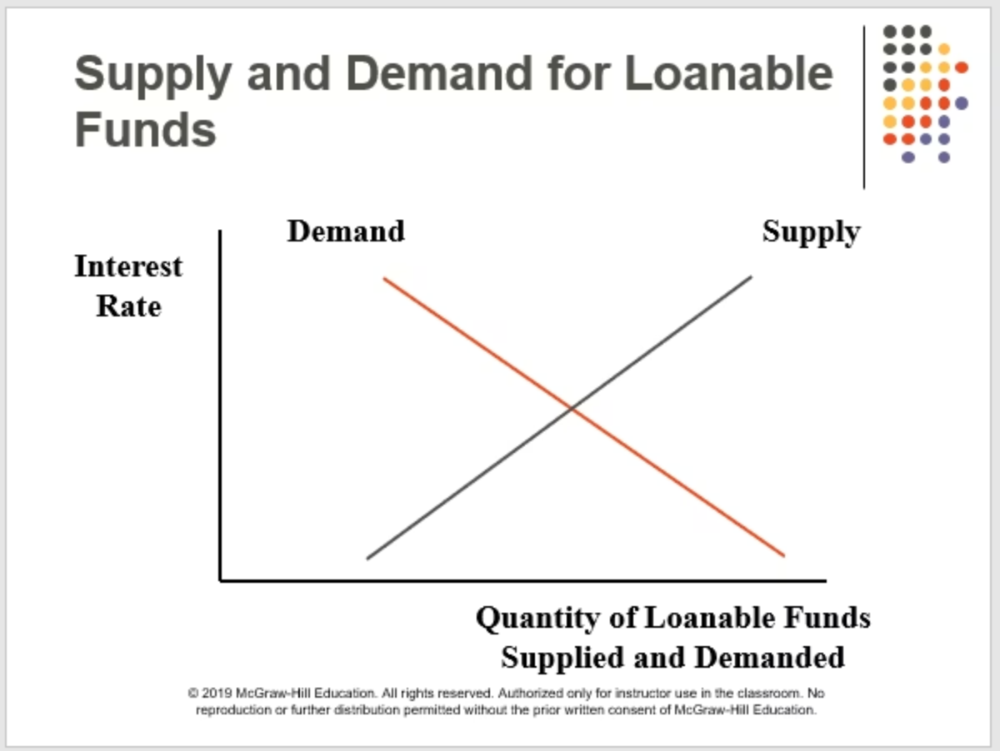 Supply and Demand for Loanable
Funds
Demand
Supply
Interest
Rate
Quantity of Loanable Funds
Supplied and Demanded
© 2019 McGraw-Hill Education. All rights reserved. Authorized only for instructor use in the classroom. No
reproduction or further distribution permitted without the prior written consent of McGraw-Hill Education.